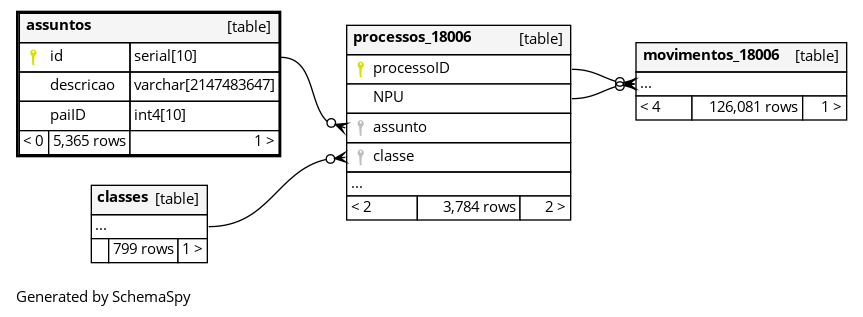 assuntos [table]
id serial[10]
descricao varchar[2147483647]
paiID int4[10]
< 0 5,365 rows 1 >
processos_18006 [table]
processoID
NPU
assunto
classe
...
< 2 3,784 rows 2 >
movimentos_18006 [table]
...
< 4 126,081 rows 1 >
classes [table]
...
799 rows 1 >
Generated by SchemaSpy